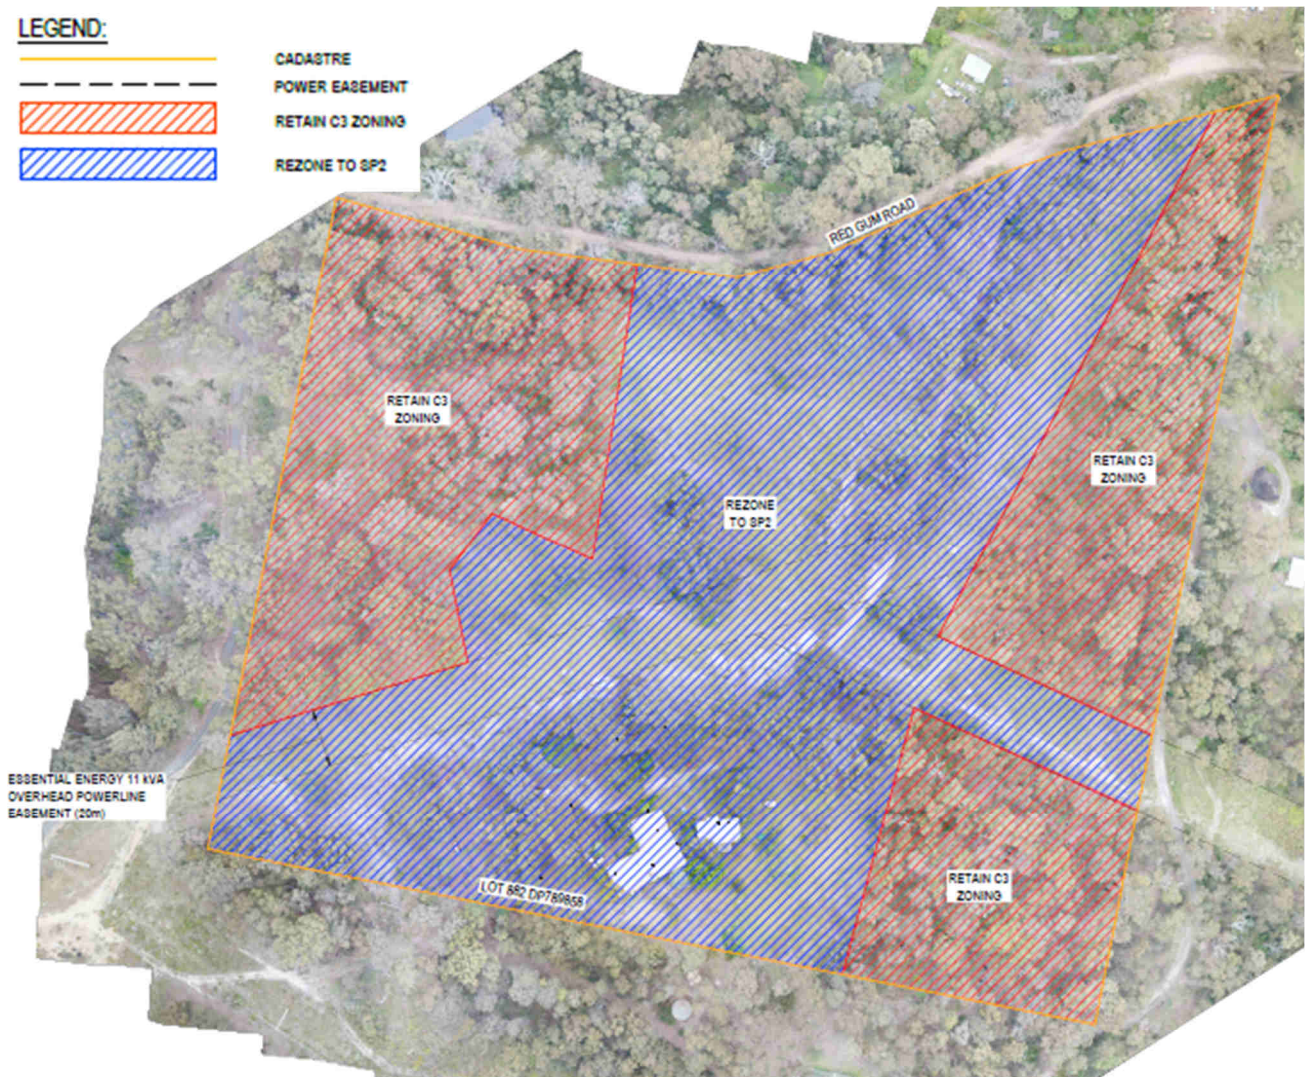 LEGEND:
CADASTRE
POWER EASEMENT
RETAIN C3 ZONING
REZONE TO SP2
RED GUM ROAD
RETAIN C3
ZONING
RETAIN C3
ZONING
REZONE
TO SP2
ESSENTIAL ENERGY 11 kVA
OVERHEAD POWERLINE
EASEMENT (20m)
RETAIN C3
ZONING
LOT 882 DP789858